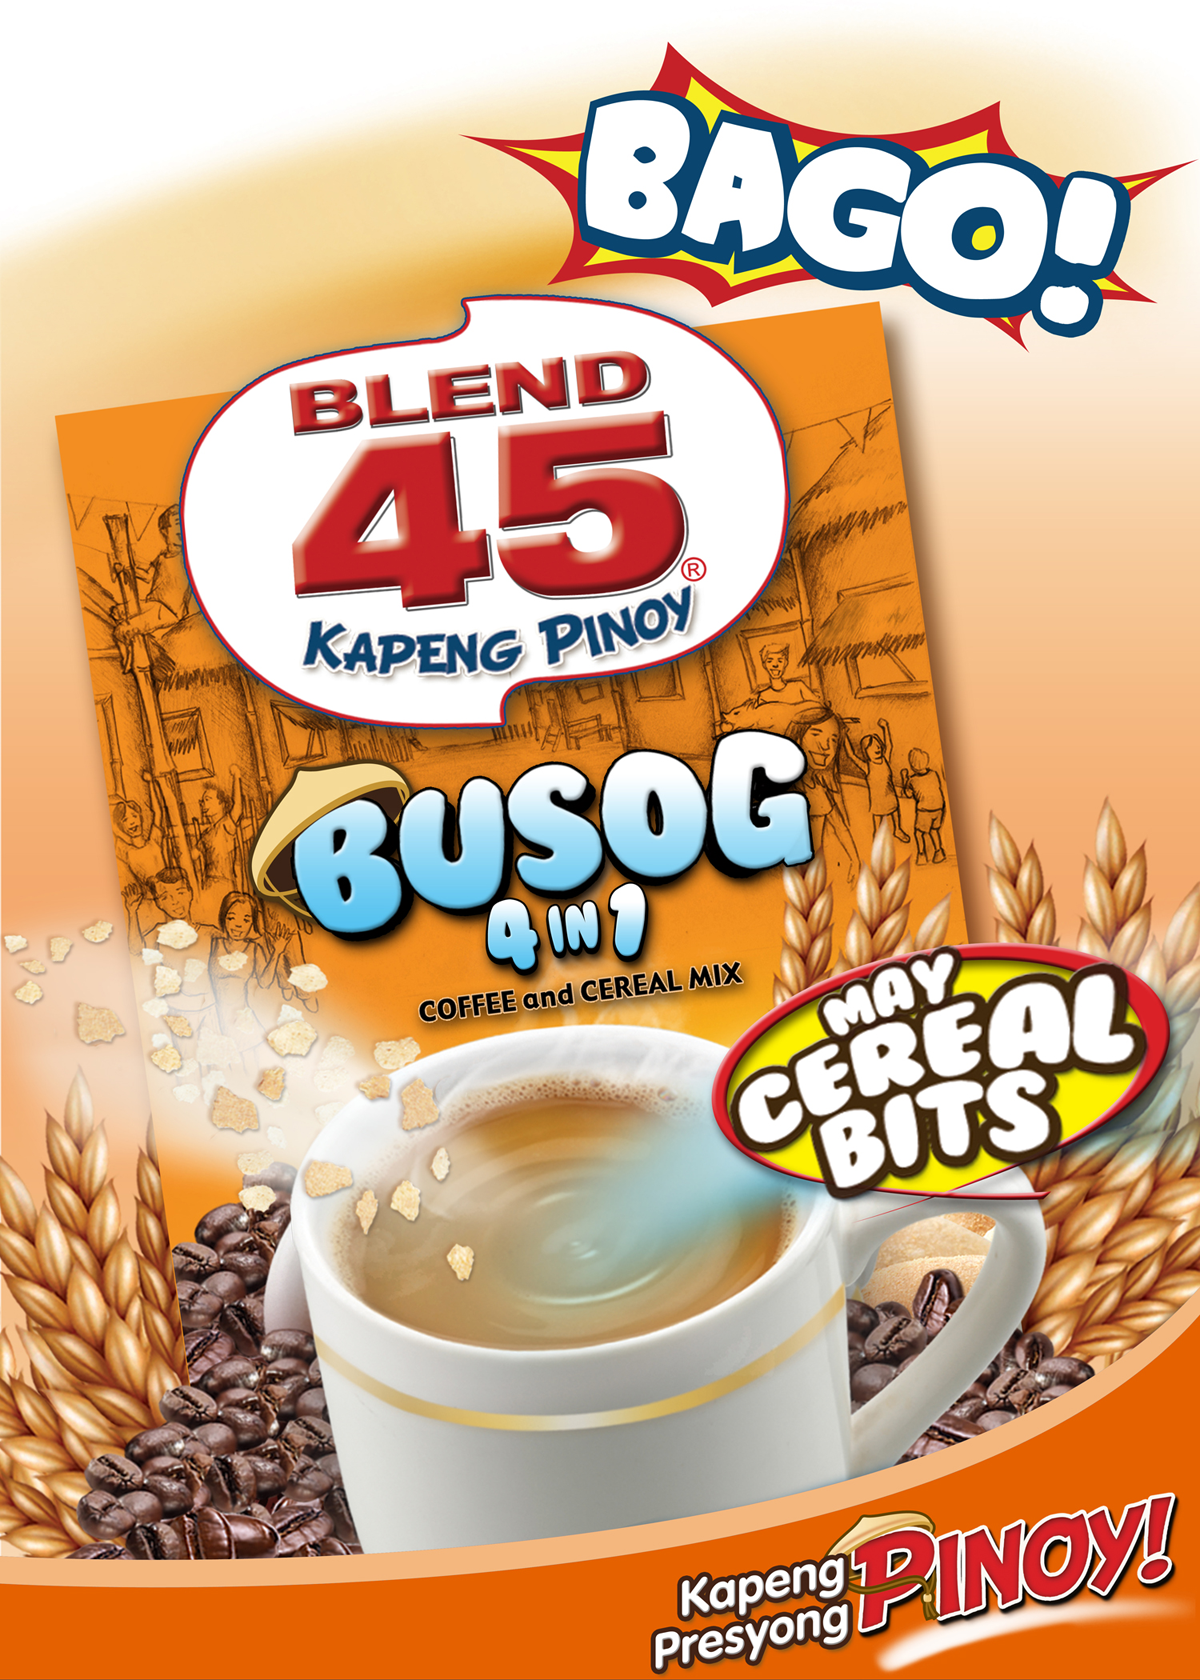 BAGO!
BLEND
45®
KAPENG PINOY
BUSOG
4 IN 1
COFFEE and CEREAL MIX
MAY
CEREAL
BITS
Kapeng
Presyong
PINOY!